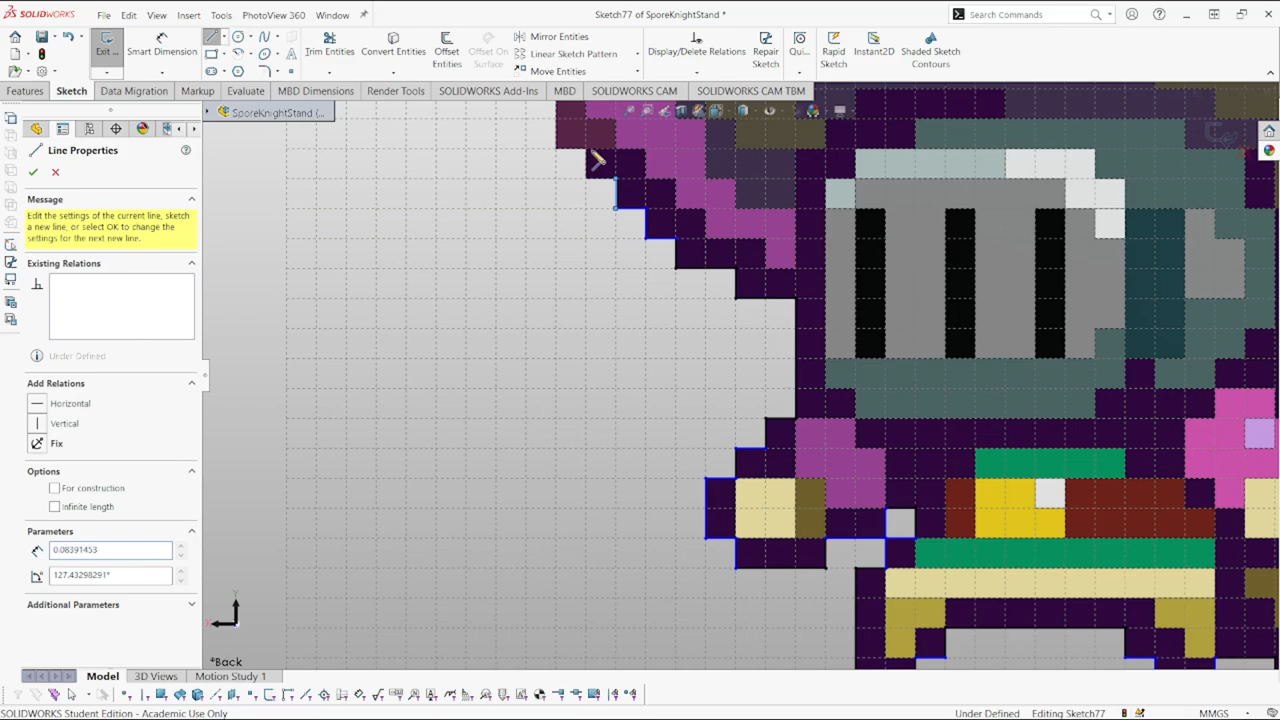 SOLIDWORKS File Edit View Insert Tools PhotoView 360 Window Sketch77 of SporeKnightStand * Search Commands
Exit ... Smart Dimension Trim Entities Convert Entities Offset Entities Offset On Surface Mirror Entities Linear Sketch Pattern Move Entities Display/Delete Relations Repair Sketch Qui... Rapid Sketch Instant2D Shaded Sketch Contours
Features Sketch Data Migration Markup Evaluate MBD Dimensions Render Tools SOLIDWORKS Add-Ins MBD SOLIDWORKS CAM SOLIDWORKS CAM TBM
SporeKnightStand (
Line Properties
Message
Edit the settings of the current line, sketch
a new line, or select OK to change the
settings for the next new line.
Existing Relations
Under Defined
Add Relations
Horizontal
Vertical
Fix
Options
For construction
Infinite length
Parameters
0.08391453
127.43298291°
Additional Parameters
*Back
Model 3D Views Motion Study 1
SOLIDWORKS Student Edition - Academic Use Only Under Defined Editing Sketch77 MMGS